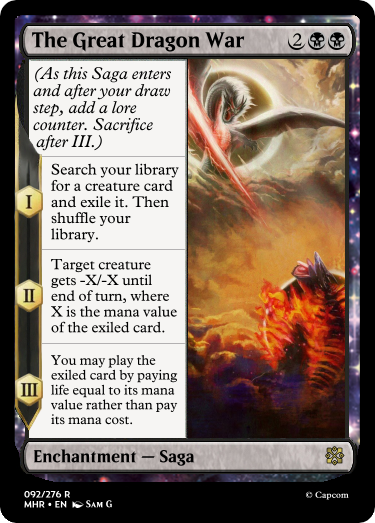 The Great Dragon War 2
(As this Saga enters
and after your draw
step, add a lore
counter. Sacrifice
after III.)
I
Search your library
for a creature card
and exile it. Then
shuffle your
library.
II
Target creature
gets -X/-X until
end of turn, where
X is the mana value
of the exiled card.
III
You may play the
exiled card by paying
life equal to its mana
value rather than pay
its mana cost.
Enchantment — Saga
092/276 R
MHR • EN Sam G
© Capcom